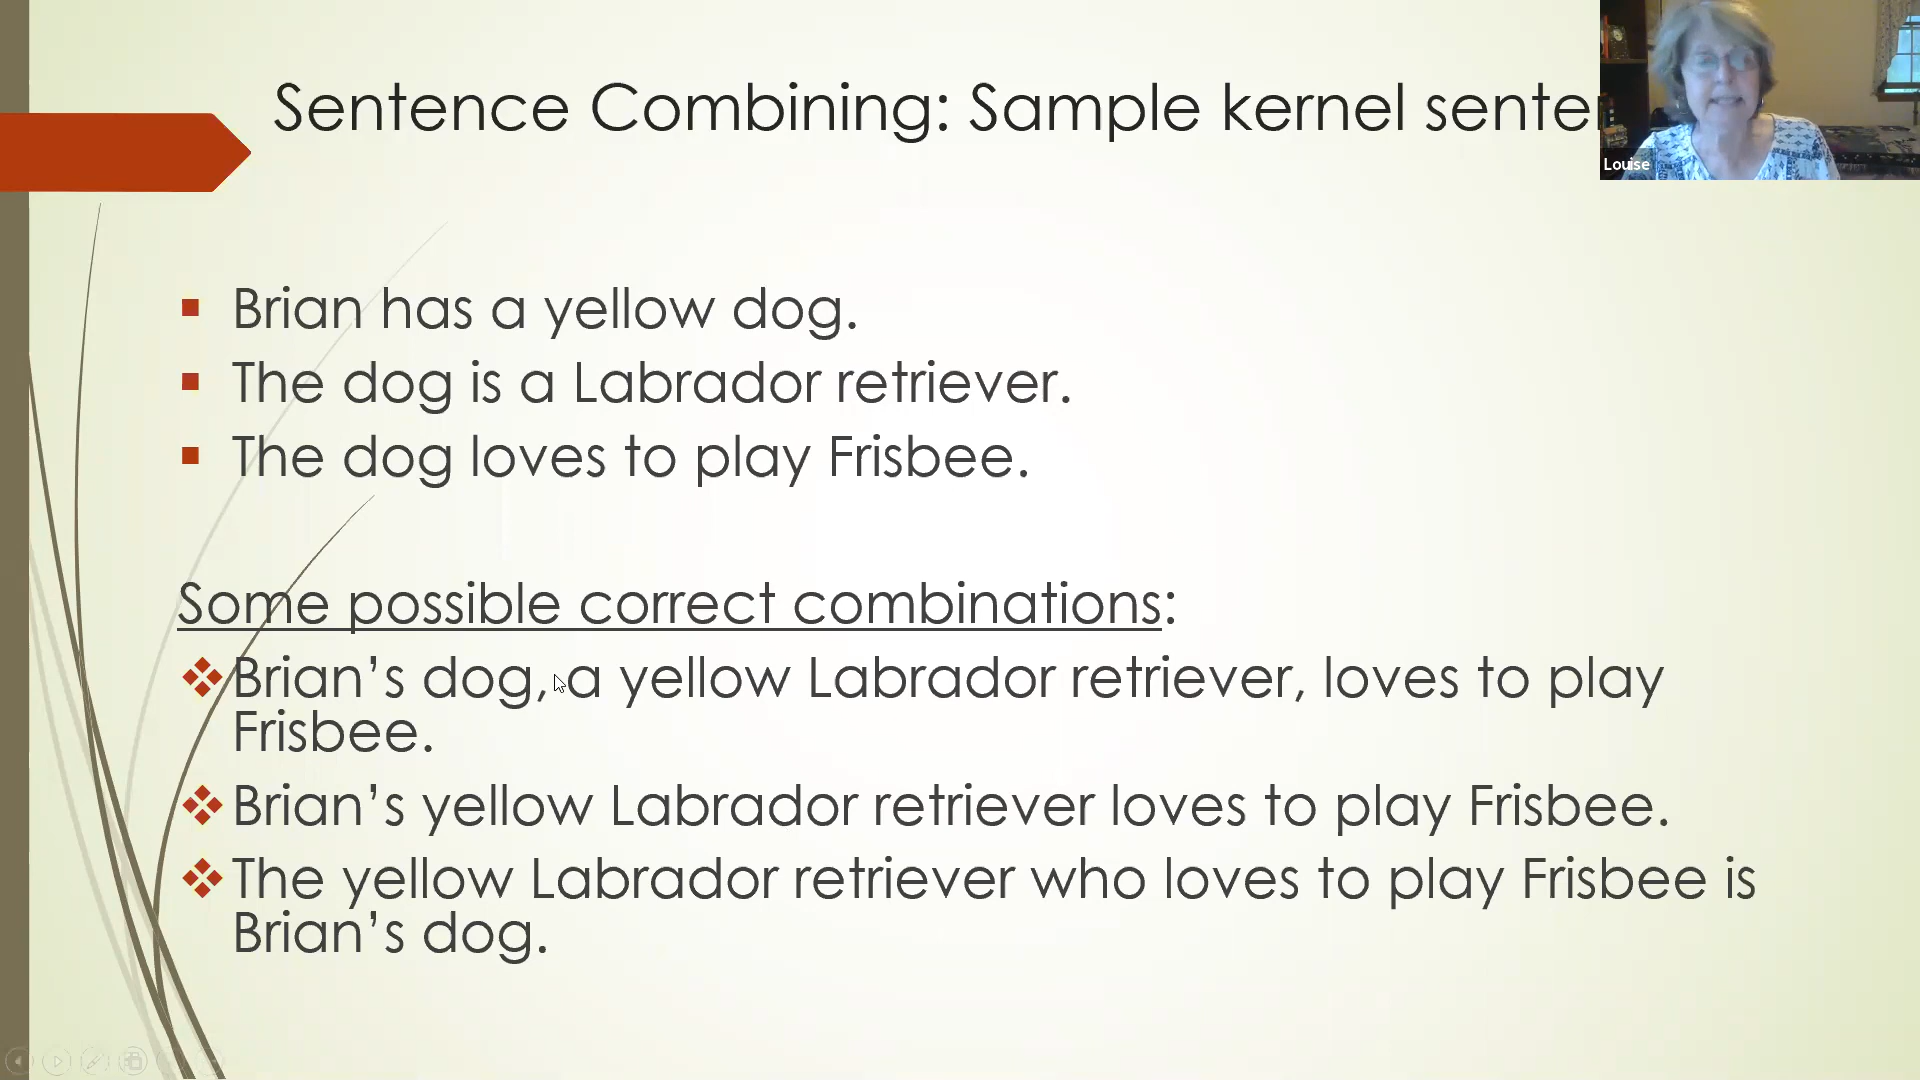 Sentence Combining: Sample kernel sente
Louise
Brian has a yellow dog.
The dog is a Labrador retriever.
The dog loves to play Frisbee.
Some possible correct combinations:
Brian’s dog, a yellow Labrador retriever, loves to play
Frisbee.
Brian’s yellow Labrador retriever loves to play Frisbee.
The yellow Labrador retriever who loves to play Frisbee is
Brian’s dog.